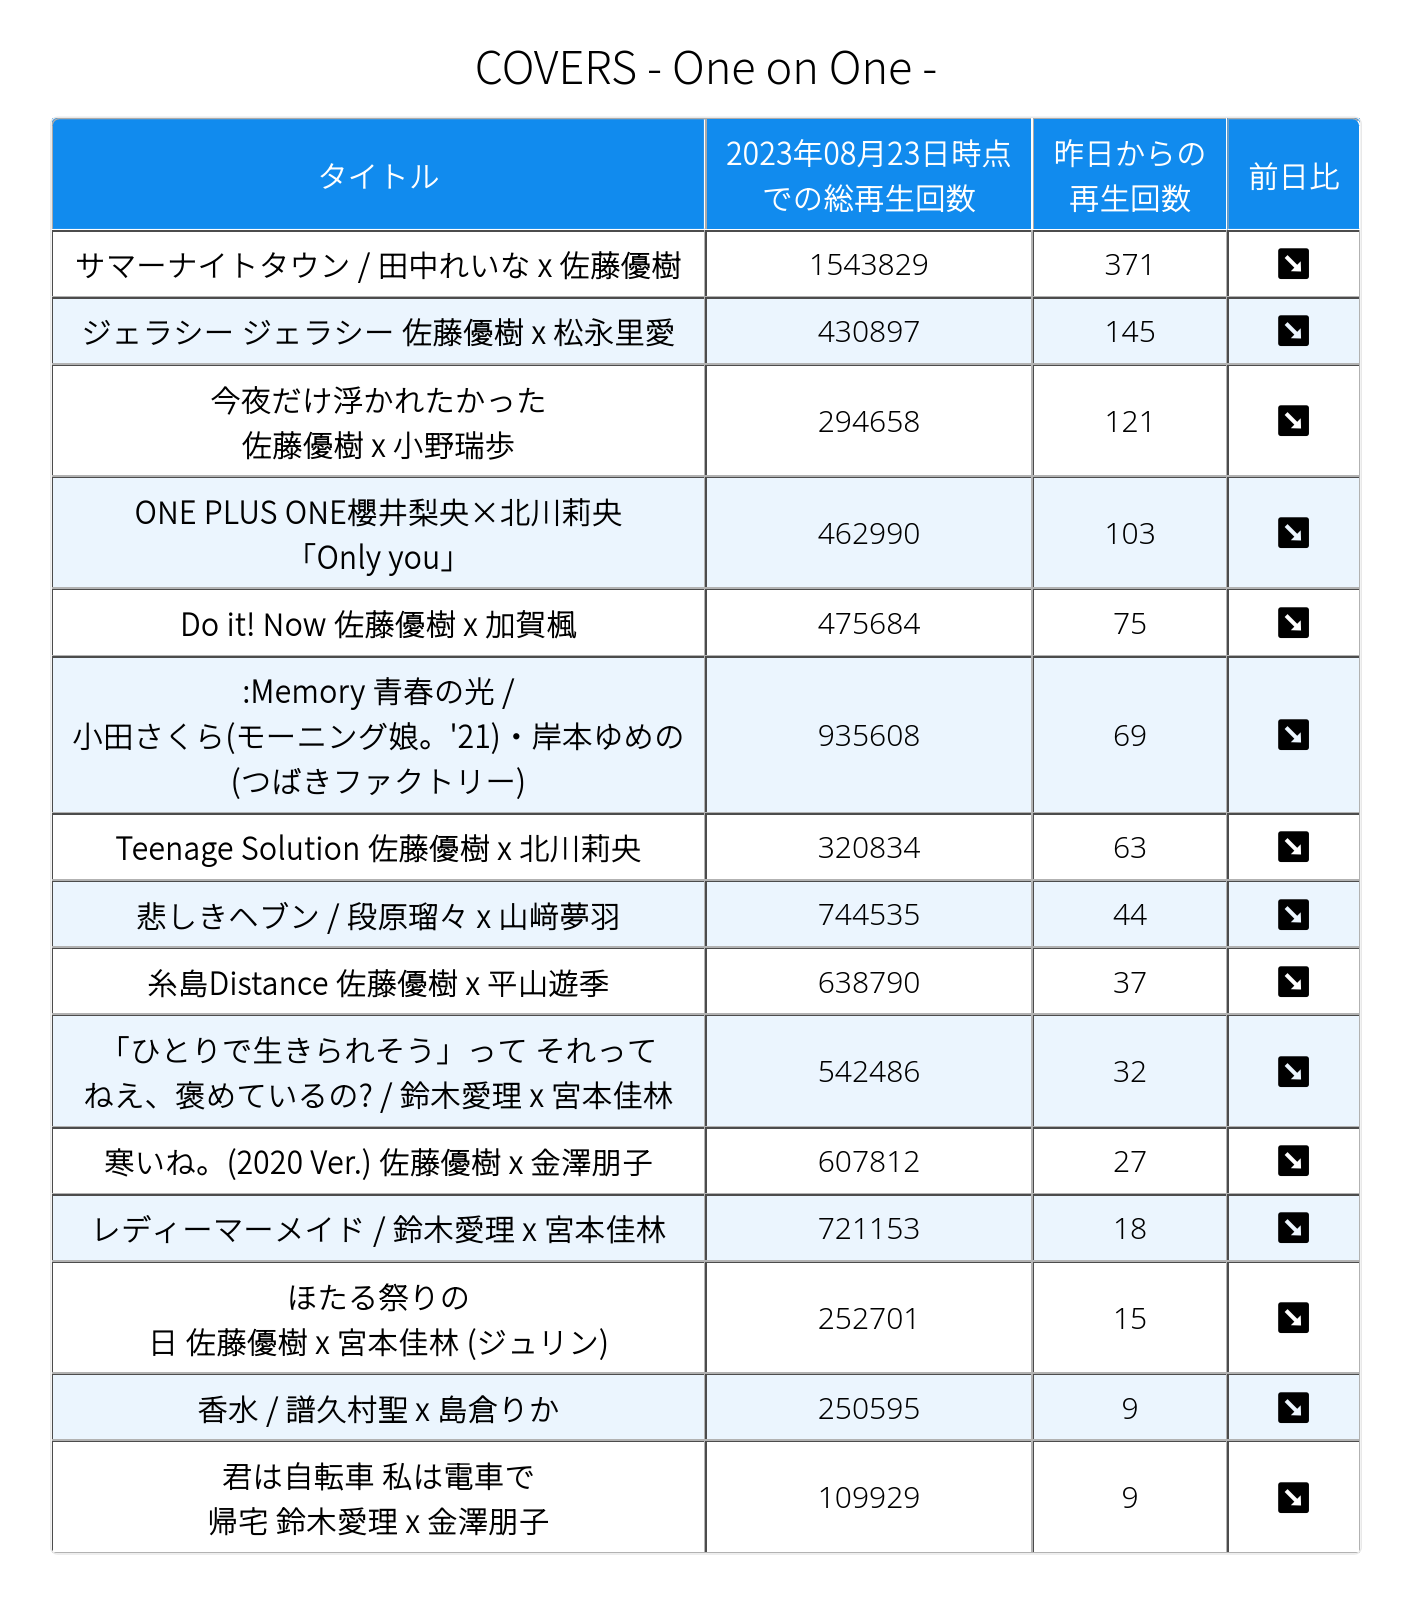 COVERS - One on One -
タイトル
2023年08月23日時点
での総再生回数
昨日からの
再生回数
前日比
サマーナイトタウン / 田中れいな x 佐藤優樹
1543829
371
ジェラシー ジェラシー 佐藤優樹 x 松永里愛
430897
145
今夜だけ浮かれたかった
佐藤優樹 x 小野瑞歩
294658
121
ONE PLUS ONE櫻井梨央×北川莉央
「Only you」
462990
103
Do it! Now 佐藤優樹 x 加賀楓
475684
75
:Memory 青春の光 /
小田さくら(モーニング娘。'21)・岸本ゆめの
(つばきファクトリー)
935608
69
Teenage Solution 佐藤優樹 x 北川莉央
320834
63
悲しきヘブン / 段原瑠々 x 山﨑夢羽
744535
44
糸島Distance 佐藤優樹 x 平山遊季
638790
37
「ひとりで生きられそう」って それって
ねえ、褒めているの? / 鈴木愛理 x 宮本佳林
542486
32
寒いね。(2020 Ver.) 佐藤優樹 x 金澤朋子
607812
27
レディーマーメイド / 鈴木愛理 x 宮本佳林
721153
18
ほたる祭りの
日 佐藤優樹 x 宮本佳林 (ジュリン)
252701
15
香水 / 譜久村聖 x 島倉りか
250595
9
君は自転車 私は電車で
帰宅 鈴木愛理 x 金澤朋子
109929
9